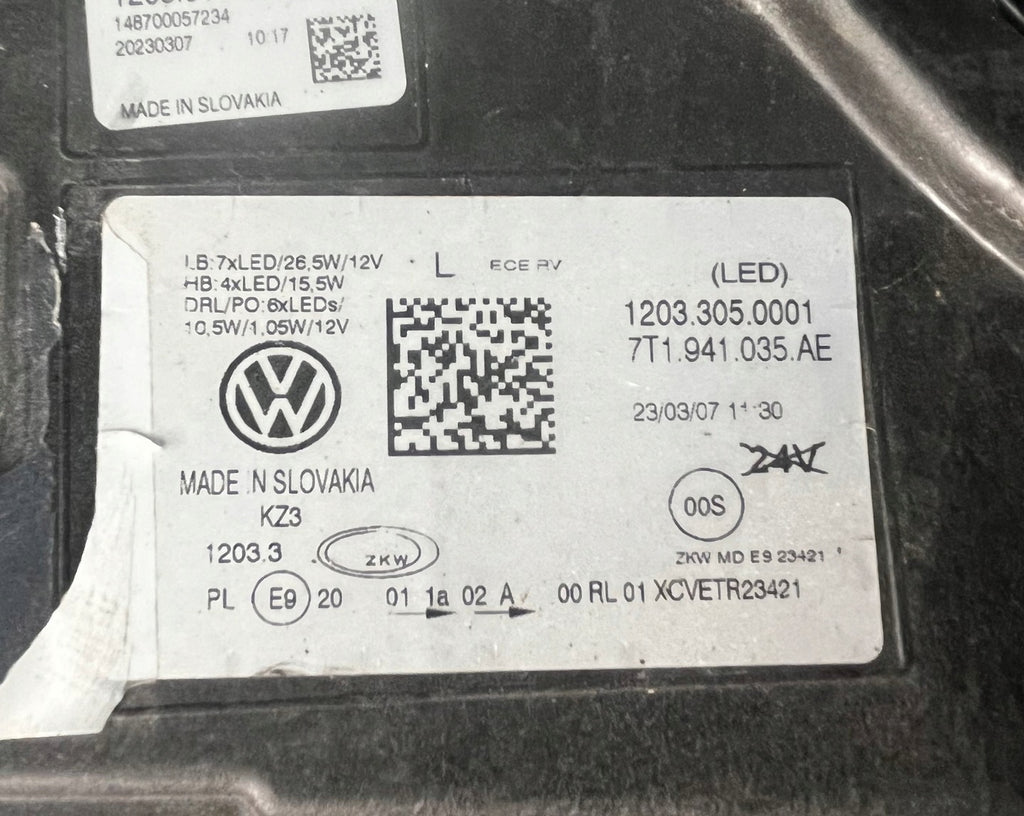 148700057234
20230307 10:17
MADE IN SLOVAKIA
LB:7xLED/26,5W/12V
HB:4xLED/15,5W
DRL/PO:6xLEDs/
10,5W/1,05W/12V
L ECE RV
(LED)
1203.305.0001
7T1.941.035.AE
23/03/07 11:30
24V
MADE IN SLOVAKIA
KZ3
00S
1203.3 ZKW
ZKW MD E9 23421
PL E9 20 01 1a 02 A 00 RL 01 XCVETR23421